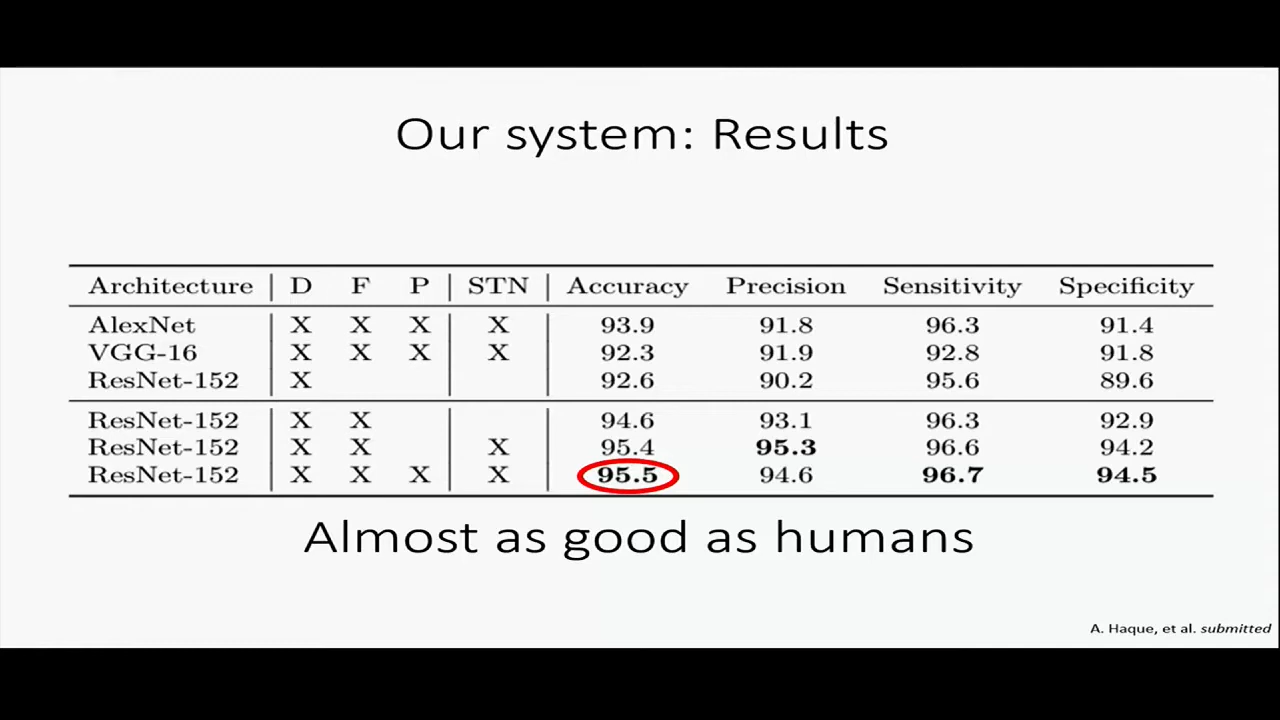 Our system: Results
Architecture | D F P | STN | Accuracy Precision Sensitivity Specificity
AlexNet | X X X | X | 93.9 91.8 96.3 91.4
VGG-16 | X X X | X | 92.3 91.9 92.8 91.8
ResNet-152 | X | | 92.6 90.2 95.6 89.6
ResNet-152 | X X | | 94.6 93.1 96.3 92.9
ResNet-152 | X X | X | 95.4 95.3 96.6 94.2
ResNet-152 | X X X | X | 95.5 94.6 96.7 94.5
Almost as good as humans
A. Haque, et al. submitted